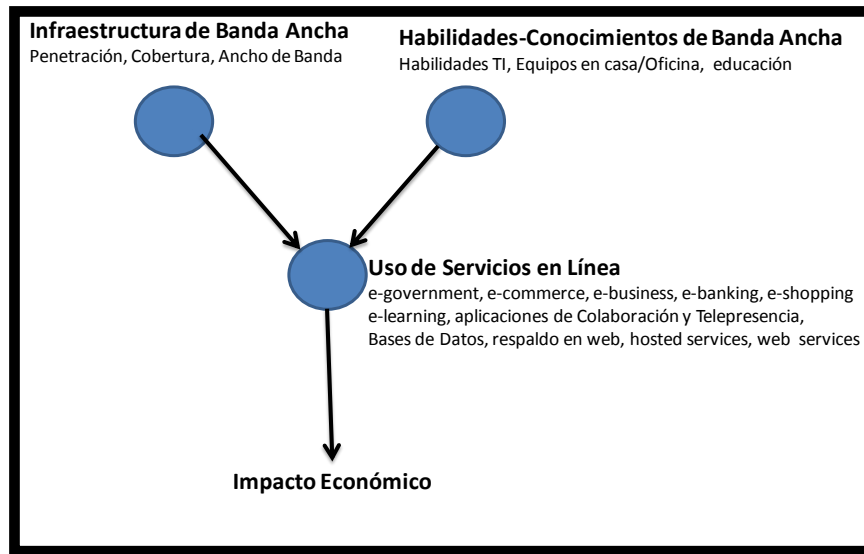 Infraestructura de Banda Ancha
Penetración, Cobertura, Ancho de Banda
Habilidades-Conocimientos de Banda Ancha
Habilidades TI, Equipos en casa/Oficina, educación
Uso de Servicios en Línea
e-government, e-commerce, e-business, e-banking, e-shopping
e-learning, aplicaciones de Colaboración y Telepresencia,
Bases de Datos, respaldo en web, hosted services, web services
Impacto Económico